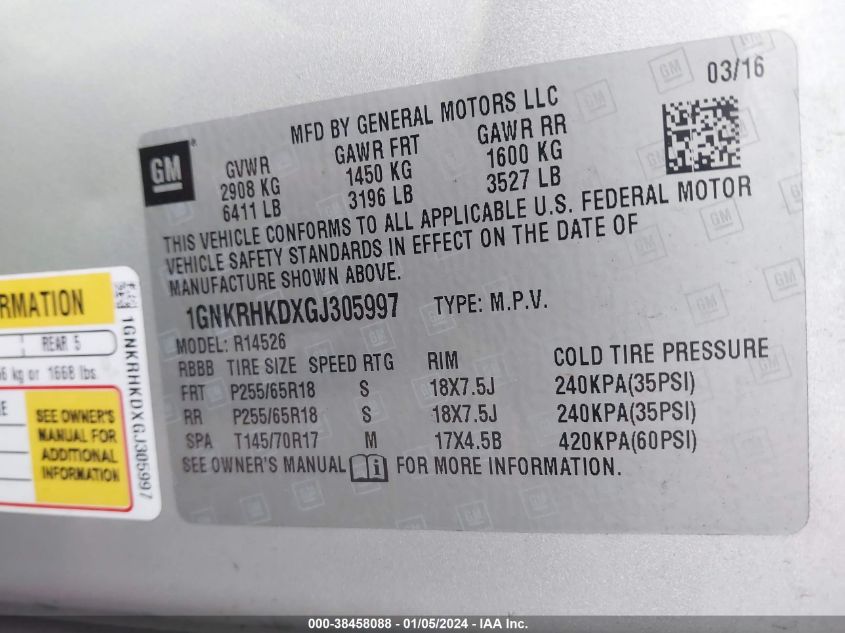 03/16
MFD BY GENERAL MOTORS LLC
GM
GVWR GAWR FRT GAWR RR
2908 KG 1450 KG 1600 KG
6411 LB 3196 LB 3527 LB
THIS VEHICLE CONFORMS TO ALL APPLICABLE U.S. FEDERAL MOTOR
VEHICLE SAFETY STANDARDS IN EFFECT ON THE DATE OF
MANUFACTURE SHOWN ABOVE.
1GNKRHKDXGJ305997 TYPE: M.P.V.
MODEL: R14526
RBBB TIRE SIZE SPEED RTG RIM COLD TIRE PRESSURE
FRT P255/65R18 S 18X7.5J 240KPA(35PSI)
RR P255/65R18 S 18X7.5J 240KPA(35PSI)
SPA T145/70R17 M 17X4.5B 420KPA(60PSI)
SEE OWNER'S MANUAL FOR MORE INFORMATION.
RMATION
REAR 5
kg or 1668 lbs.
SEE OWNER'S
MANUAL FOR
ADDITIONAL
INFORMATION
1GNKRHKDXGJ305997
000-38458088 - 01/05/2024 - IAA Inc.